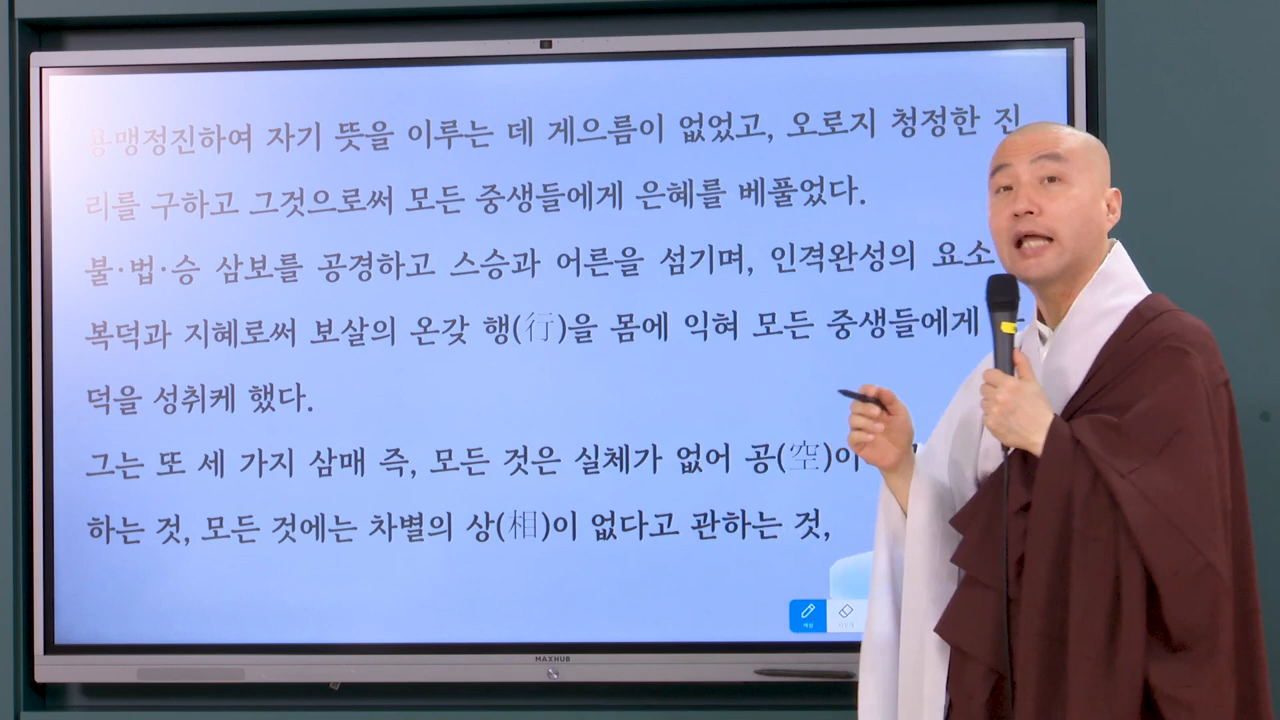 용맹정진하여 자기 뜻을 이루는 데 게으름이 없었고, 오로지 청정한 진
리를 구하고 그것으로써 모든 중생들에게 은혜를 베풀었다.
불·법·승 삼보를 공경하고 스승과 어른을 섬기며, 인격완성의 요소
복덕과 지혜로써 보살의 온갖 행(行)을 몸에 익혀 모든 중생들에게
덕을 성취케 했다.
그는 또 세 가지 삼매 즉, 모든 것은 실체가 없어 공(空)이
하는 것, 모든 것에는 차별의 상(相)이 없다고 관하는 것,
MAXHUB